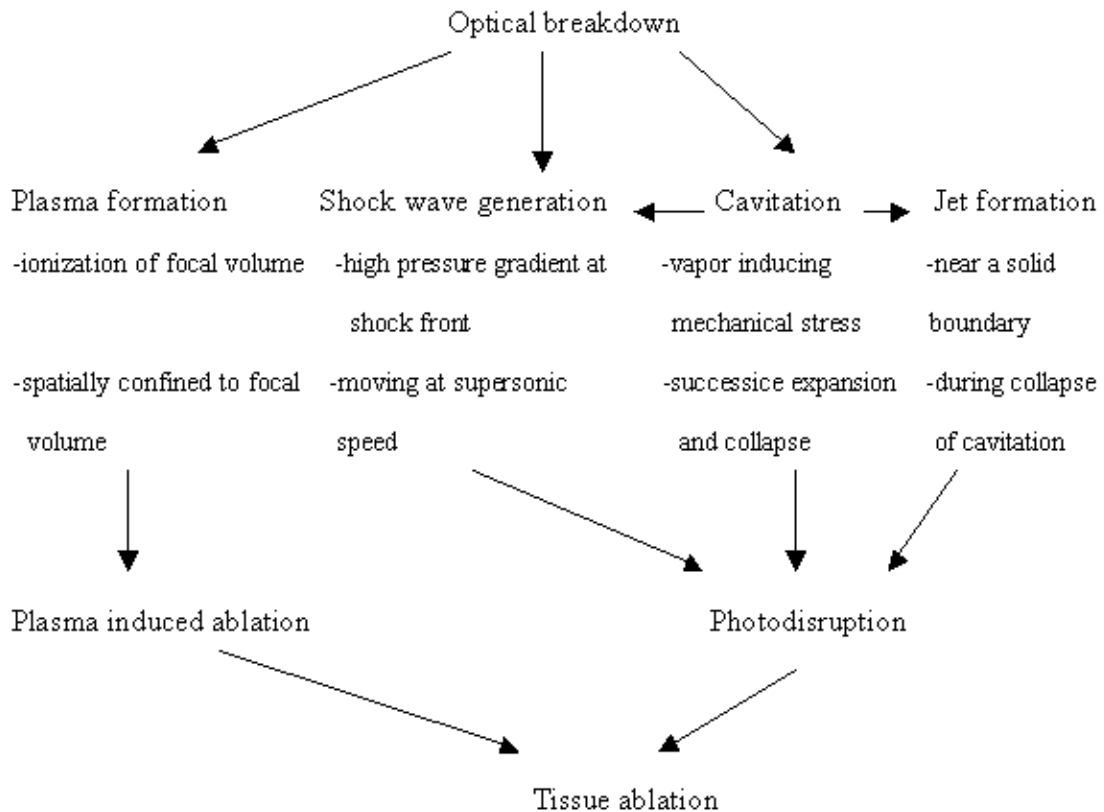 Optical breakdown
Plasma formation
Shock wave generation
Cavitation
Jet formation
-ionization of focal volume
-spatially confined to focal
volume
-high pressure gradient at
shock front
-moving at supersonic
speed
-vapor inducing
mechanical stress
-successice expansion
and collapse
-near a solid
boundary
-during collapse
of cavitation
Plasma induced ablation
Photodisruption
Tissue ablation